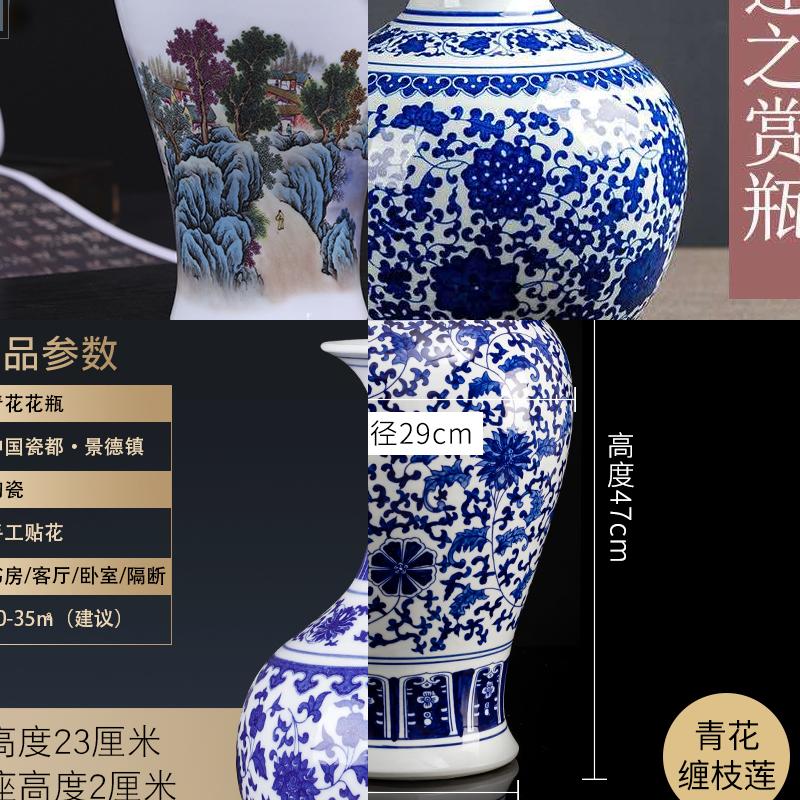 之赏瓶
品参数
花花瓶
国瓷都·景德镇
瓷
工贴花
房/客厅/卧室/隔断
0-35㎡（建议）
高度23厘米
座高度2厘米
径29cm
高度47cm
青花
缠枝莲